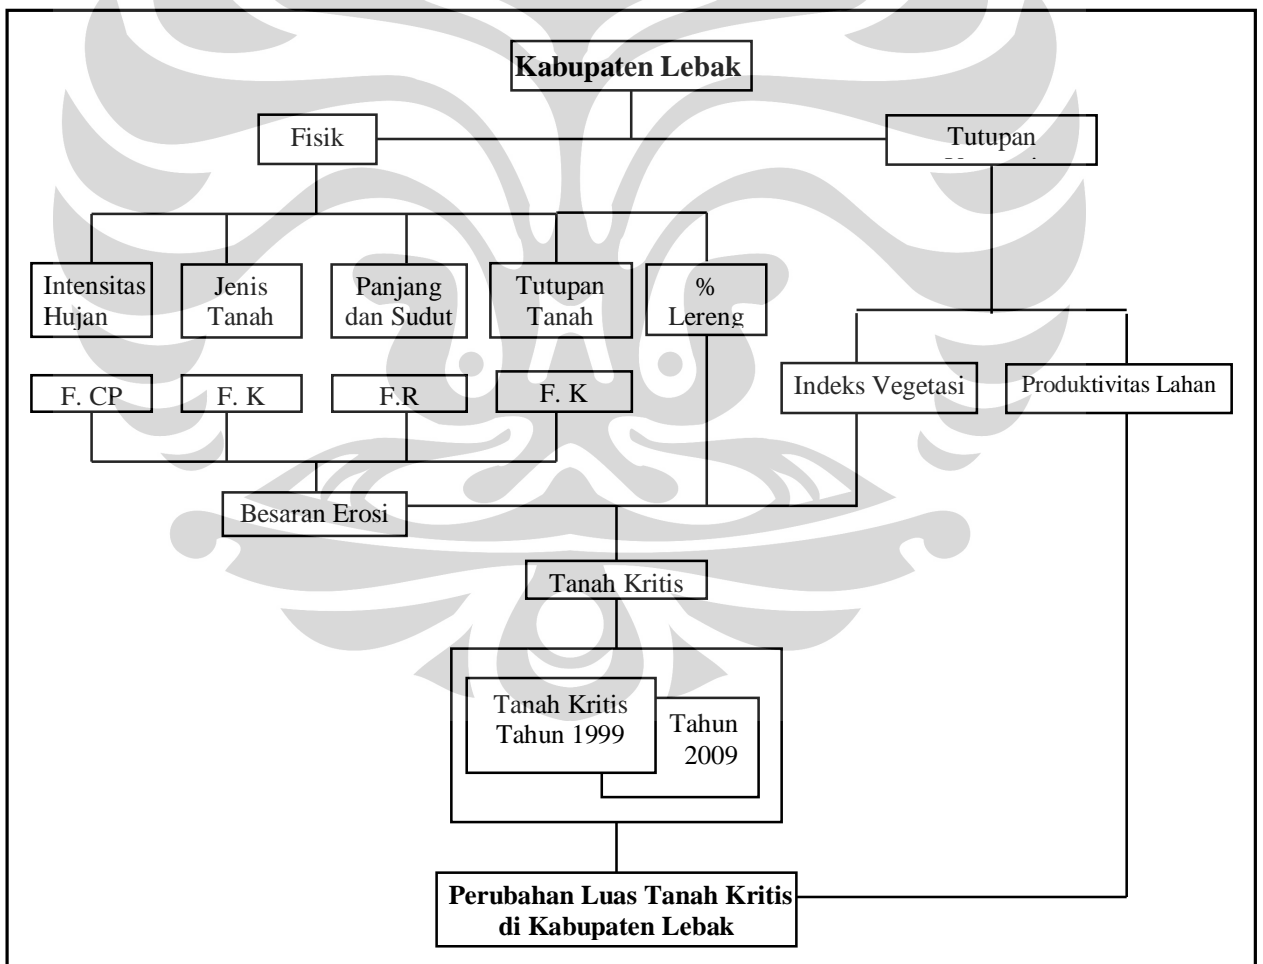 Kabupaten Lebak
Fisik
Tutupan
Intensitas
Hujan
Jenis
Tanah
Panjang
dan Sudut
Tutupan
Tanah
%
Lereng
F. CP
F. K
F.R
F. K
Indeks Vegetasi
Produktivitas Lahan
Besaran Erosi
Tanah Kritis
Tanah Kritis
Tahun 1999
Tahun
2009
Perubahan Luas Tanah Kritis
di Kabupaten Lebak